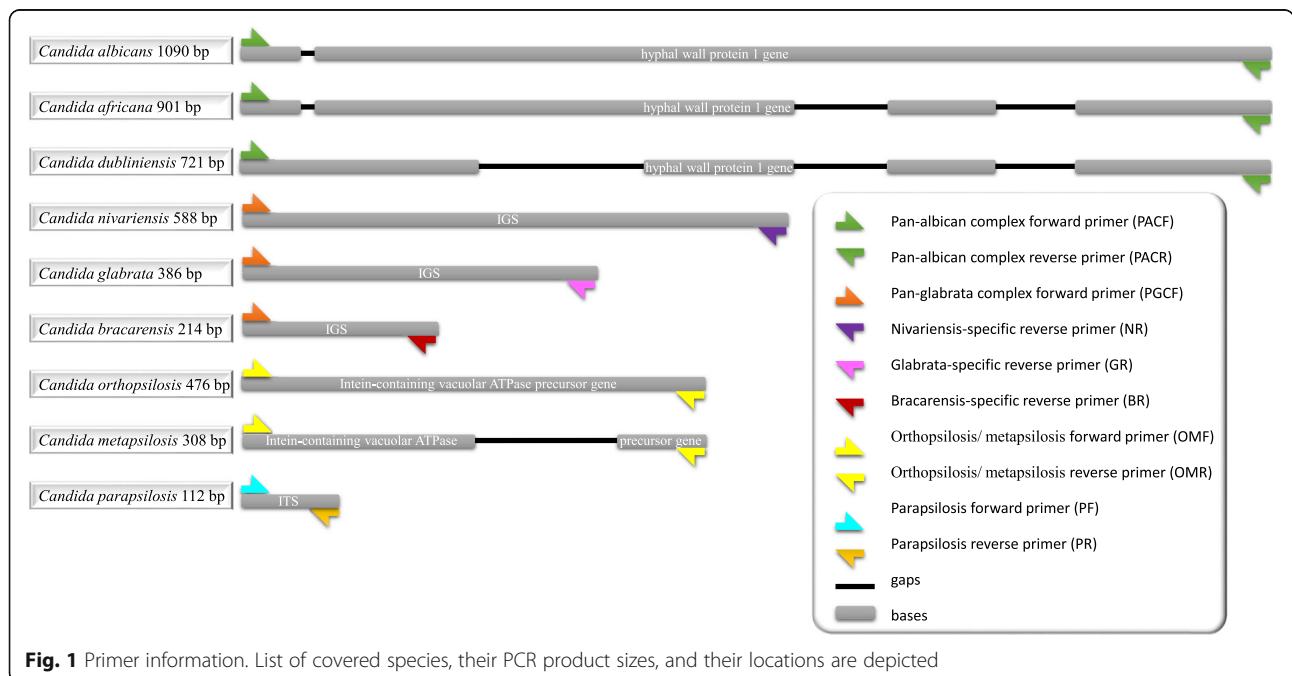 Candida albicans 1090 bp
hyphal wall protein 1 gene
Candida africana 901 bp
hyphal wall protein 1 gene
Candida dubliniensis 721 bp
hyphal wall protein 1 gene
Candida nivariensis 588 bp
IGS
Candida glabrata 386 bp
IGS
Candida bracarensis 214 bp
IGS
Candida orthopsilosis 476 bp
Intein-containing vacuolar ATPase precursor gene
Candida metapsilosis 308 bp
Intein-containing vacuolar ATPase precursor gene
Candida parapsilosis 112 bp
ITS
Pan-albican complex forward primer (PACF)
Pan-albican complex reverse primer (PACR)
Pan-glabrata complex forward primer (PGCF)
Nivariensis-specific reverse primer (NR)
Glabrata-specific reverse primer (GR)
Bracarensis-specific reverse primer (BR)
Orthopsilosis/ metapsilosis forward primer (OMF)
Orthopsilosis/ metapsilosis reverse primer (OMR)
Parapsilosis forward primer (PF)
Parapsilosis reverse primer (PR)
gaps
bases
Fig. 1 Primer information. List of covered species, their PCR product sizes, and their locations are depicted